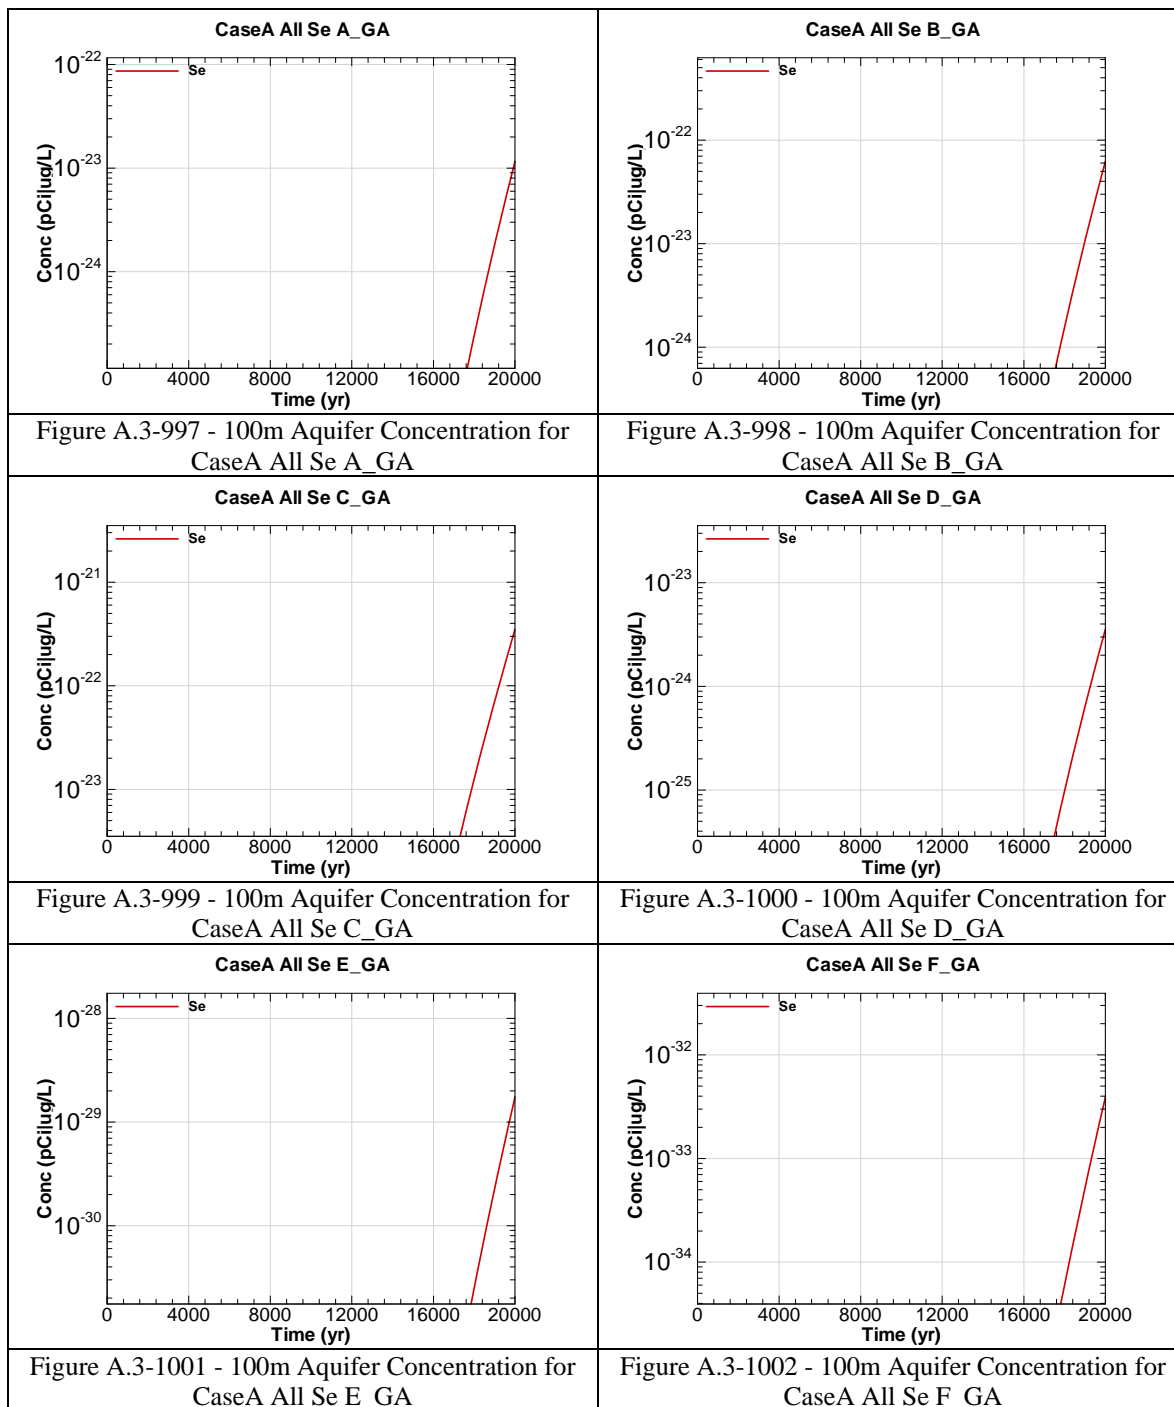 CaseA All Se A_GA
Se
10-22
10-23
10-24
Conc (pCi|ug/L)
0 4000 8000 12000 16000 20000
Time (yr)
Figure A.3-997 - 100m Aquifer Concentration for
CaseA All Se A_GA
CaseA All Se B_GA
Se
10-22
10-23
10-24
Conc (pCi|ug/L)
0 4000 8000 12000 16000 20000
Time (yr)
Figure A.3-998 - 100m Aquifer Concentration for
CaseA All Se B_GA
CaseA All Se C_GA
Se
10-21
10-22
10-23
Conc (pCi|ug/L)
0 4000 8000 12000 16000 20000
Time (yr)
Figure A.3-999 - 100m Aquifer Concentration for
CaseA All Se C_GA
CaseA All Se D_GA
Se
10-23
10-24
10-25
Conc (pCi|ug/L)
0 4000 8000 12000 16000 20000
Time (yr)
Figure A.3-1000 - 100m Aquifer Concentration for
CaseA All Se D_GA
CaseA All Se E_GA
Se
10-28
10-29
10-30
Conc (pCi|ug/L)
0 4000 8000 12000 16000 20000
Time (yr)
Figure A.3-1001 - 100m Aquifer Concentration for
CaseA All Se E_GA
CaseA All Se F_GA
Se
10-32
10-33
10-34
Conc (pCi|ug/L)
0 4000 8000 12000 16000 20000
Time (yr)
Figure A.3-1002 - 100m Aquifer Concentration for
CaseA All Se F_GA